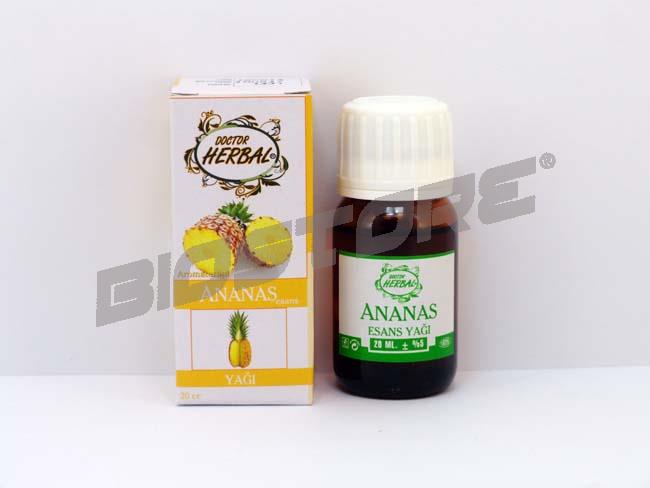 DOCTOR
HERBAL
Aromaterapi
ANANAS
esans
YAĞI
20 cc
DOCTOR
HERBAL
ANANAS
ESANS YAĞI
20 ML. ± %5
BIOSTORE®